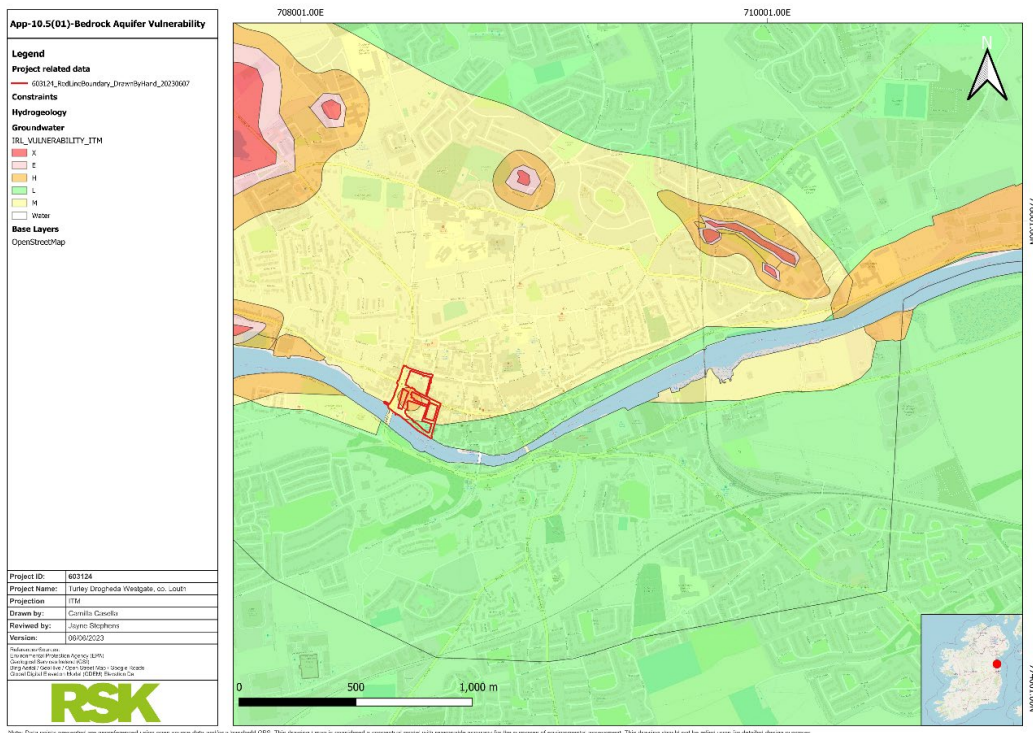 App-10.5(01)-Bedrock Aquifer Vulnerability
Legend
Project related data
603124_RedLineBoundary_DrawnByHand_20230607
Constraints
Hydrogeology
Groundwater
IRL_VULNERABILITY_ITM
X
E
H
L
M
Water
Base Layers
OpenStreetMap
Project ID: 603124
Project Name: Turley Drogheda Westgate, co. Louth
Projection ITM
Drawn by: Camilla Casella
Reviwed by: Jayne Stephens
Version: 06/06/2023
Environmental Protection Agency (EPA)
Geological Survey Ireland (GSI)
RSK
708001.00E
710001.00E
N
0 500 1,000 m